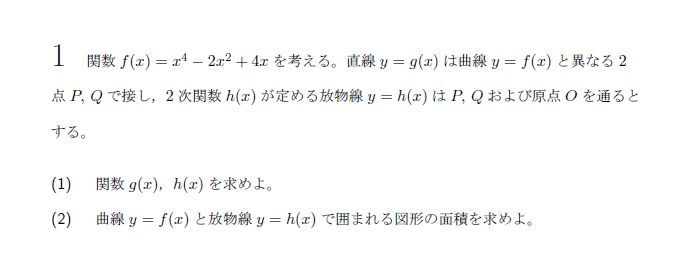 1 関数 f(x) = x⁴ − 2x² + 4x を考える。直線 y = g(x) は曲線 y = f(x) と異なる 2
点 P, Q で接し，2 次関数 h(x) が定める放物線 y = h(x) は P, Q および原点 O を通ると
する。
(1) 関数 g(x)，h(x) を求めよ。
(2) 曲線 y = f(x) と放物線 y = h(x) で囲まれる図形の面積を求めよ。